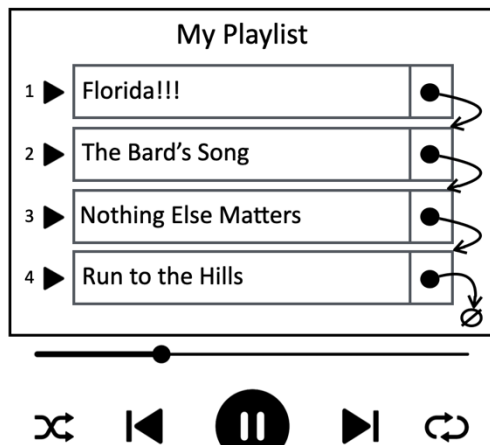 My Playlist
1 Florida!!!
2 The Bard's Song
3 Nothing Else Matters
4 Run to the Hills